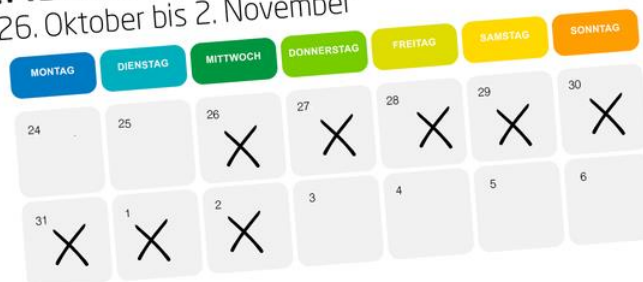 26. Oktober bis 2. November
MONTAG DIENSTAG MITTWOCH DONNERSTAG FREITAG SAMSTAG SONNTAG
24 25 26 27 28 29 30
31 1 2 3 4 5 6